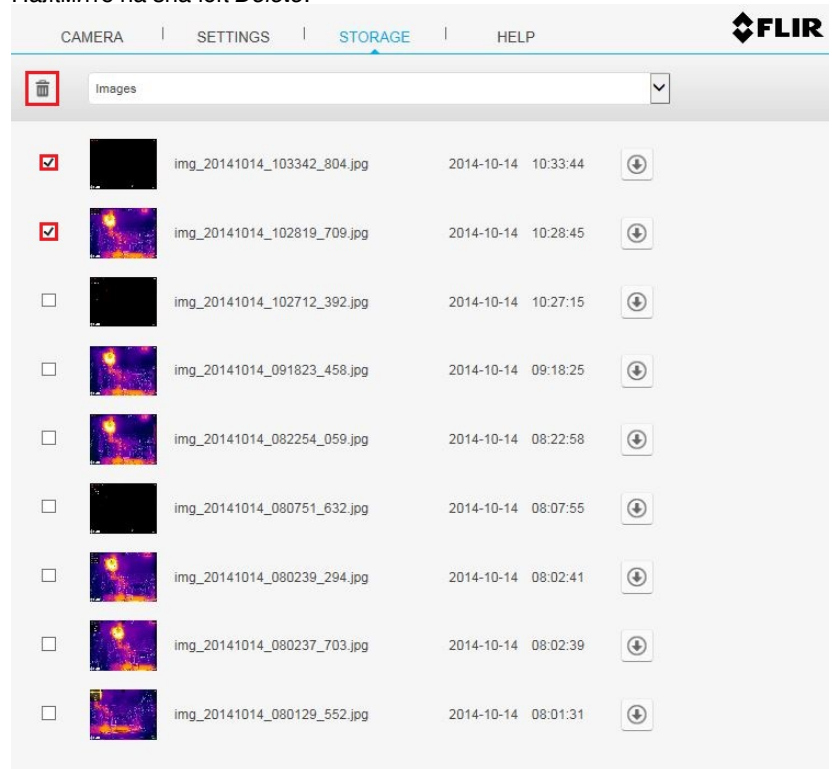 CAMERA | SETTINGS | STORAGE | HELP FLIR
Images
img_20141014_103342_804.jpg 2014-10-14 10:33:44
img_20141014_102819_709.jpg 2014-10-14 10:28:45
img_20141014_102712_392.jpg 2014-10-14 10:27:15
img_20141014_091823_458.jpg 2014-10-14 09:18:25
img_20141014_082254_059.jpg 2014-10-14 08:22:58
img_20141014_080751_632.jpg 2014-10-14 08:07:55
img_20141014_080239_294.jpg 2014-10-14 08:02:41
img_20141014_080237_703.jpg 2014-10-14 08:02:39
img_20141014_080129_552.jpg 2014-10-14 08:01:31